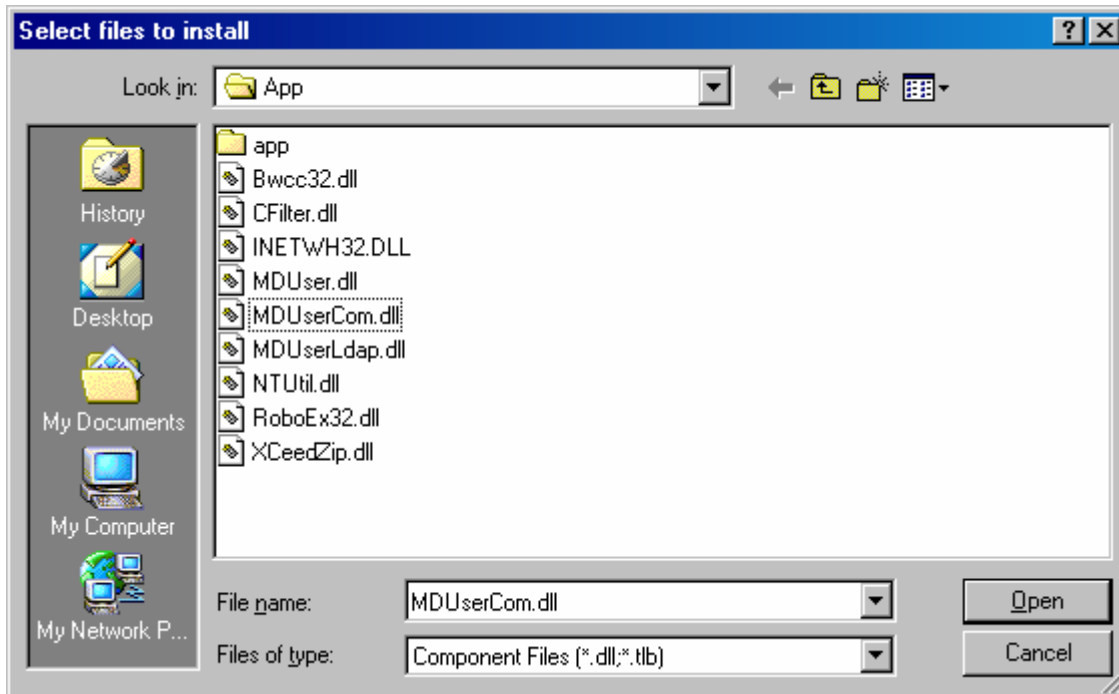 Select files to install
Look in: App
app
Bwcc32.dll
CFilter.dll
INETWH32.DLL
MDUser.dll
MDUserCom.dll
MDUserLdap.dll
NTUtil.dll
RoboEx32.dll
XCeedZip.dll
History
Desktop
My Documents
My Computer
My Network P...
File name: MDUserCom.dll Open
Files of type: Component Files (*.dll;*.tlb) Cancel